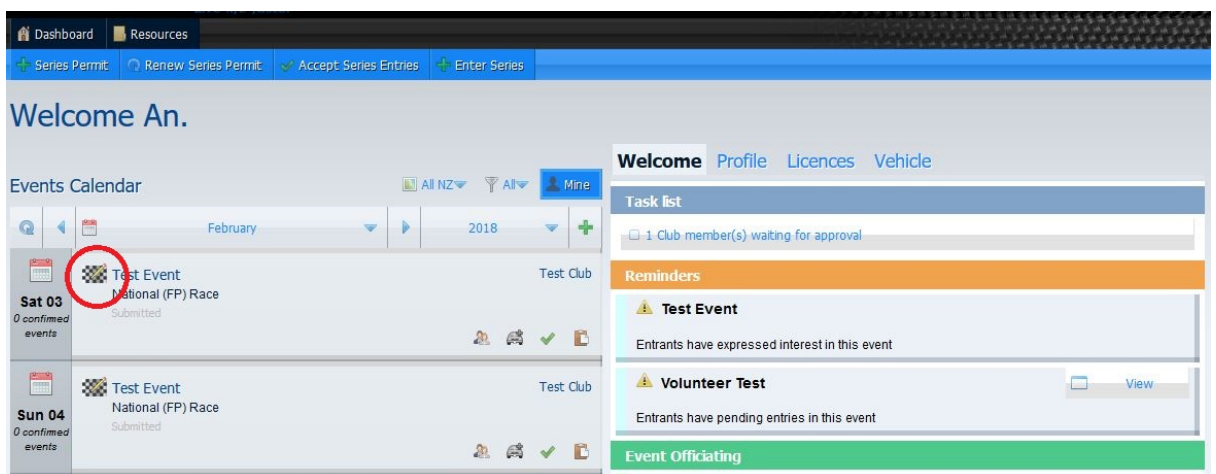 Dashboard Resources
Series Permit Renew Series Permit Accept Series Entries Enter Series
Welcome An.
Events Calendar All NZ All Mine
February 2018
Sat 03
0 confirmed
events
Test Event
National (FP) Race
Submitted
Test Club
Sun 04
0 confirmed
events
Test Event
National (FP) Race
Submitted
Test Club
Welcome Profile Licences Vehicle
Task list
1 Club member(s) waiting for approval
Reminders
Test Event
Entrants have expressed interest in this event
Volunteer Test View
Entrants have pending entries in this event
Event Officiating